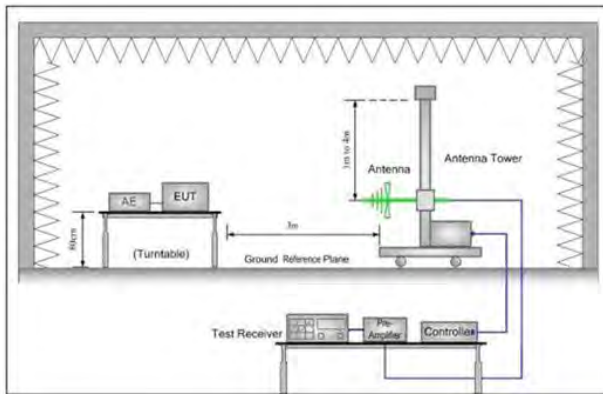 1m to 4m
Antenna
Antenna Tower
AE
EUT
80cm
3m
(Turntable)
Ground Reference Plane
Test Receiver
Pre-
Amplifier
Controller